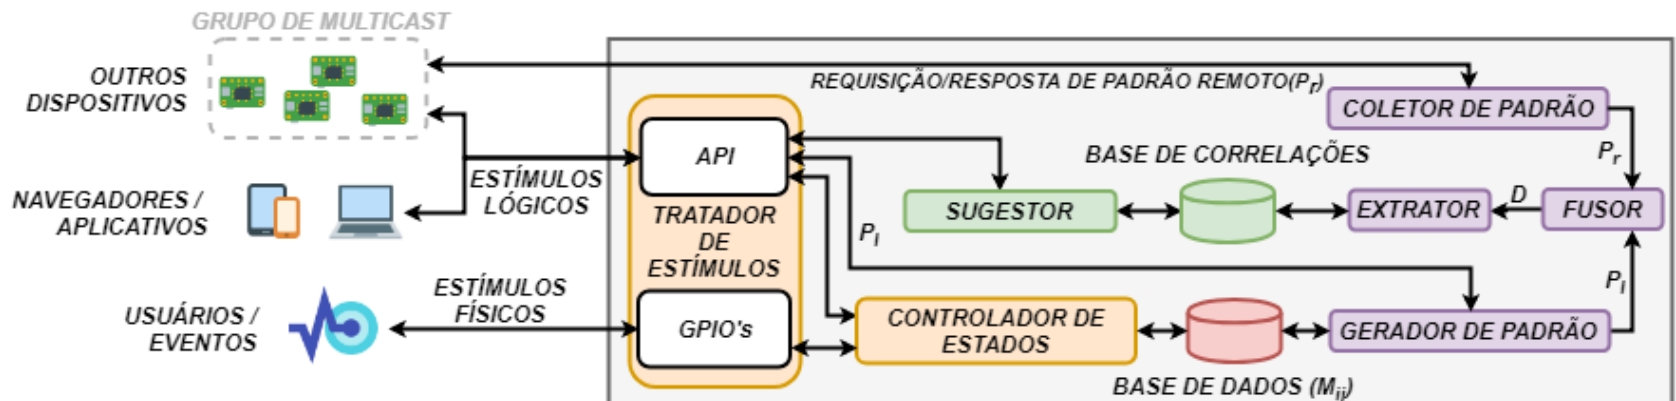 GRUPO DE MULTICAST
OUTROS
DISPOSITIVOS
REQUISIÇÃO/RESPOSTA DE PADRÃO REMOTO(Pr)
COLETOR DE PADRÃO
API
BASE DE CORRELAÇÕES
Pr
ESTÍMULOS
LÓGICOS
NAVEGADORES /
APLICATIVOS
TRATADOR
DE
ESTÍMULOS
Pl
SUGESTOR
EXTRATOR
D
FUSOR
Pl
ESTÍMULOS
FÍSICOS
USUÁRIOS /
EVENTOS
GPIO's
CONTROLADOR DE
ESTADOS
GERADOR DE PADRÃO
BASE DE DADOS (Mij)